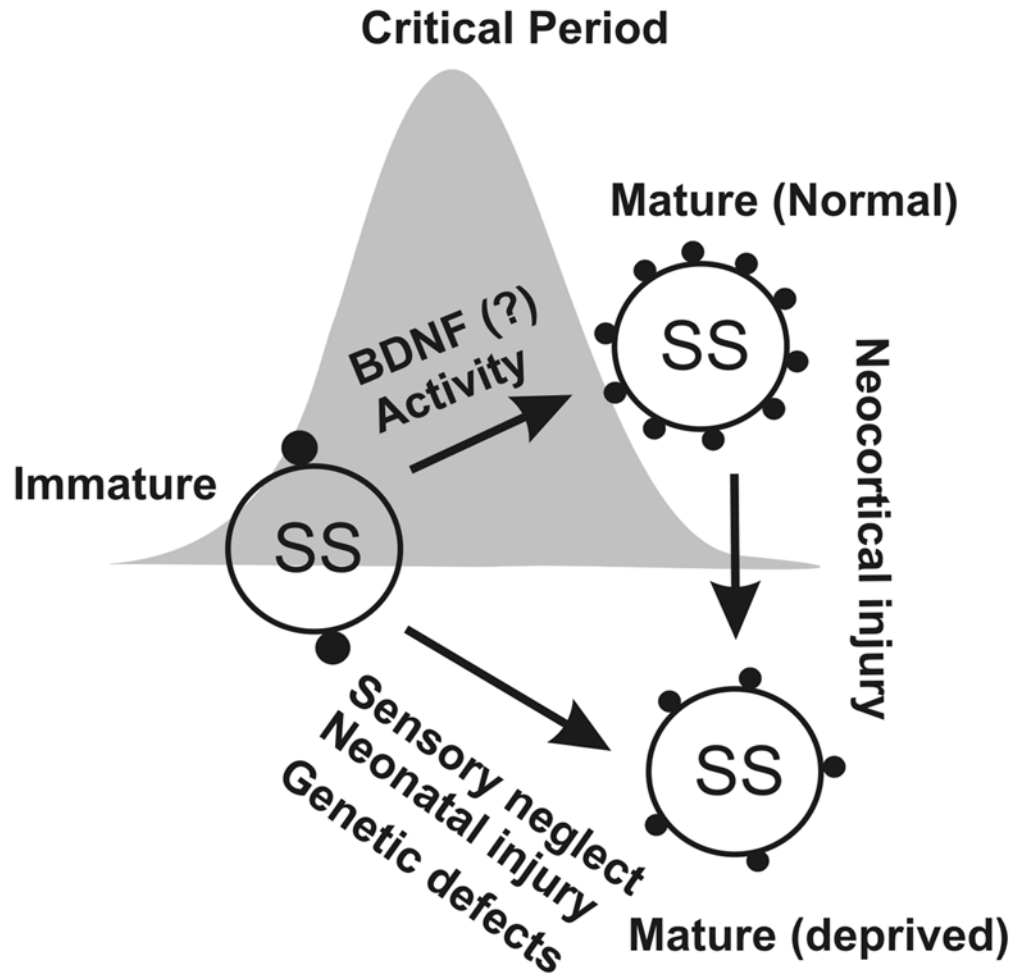 Critical Period
Mature (Normal)
SS
BDNF (?)
Activity
Neocortical injury
Immature
SS
Sensory neglect
Neonatal injury
Genetic defects
SS
Mature (deprived)